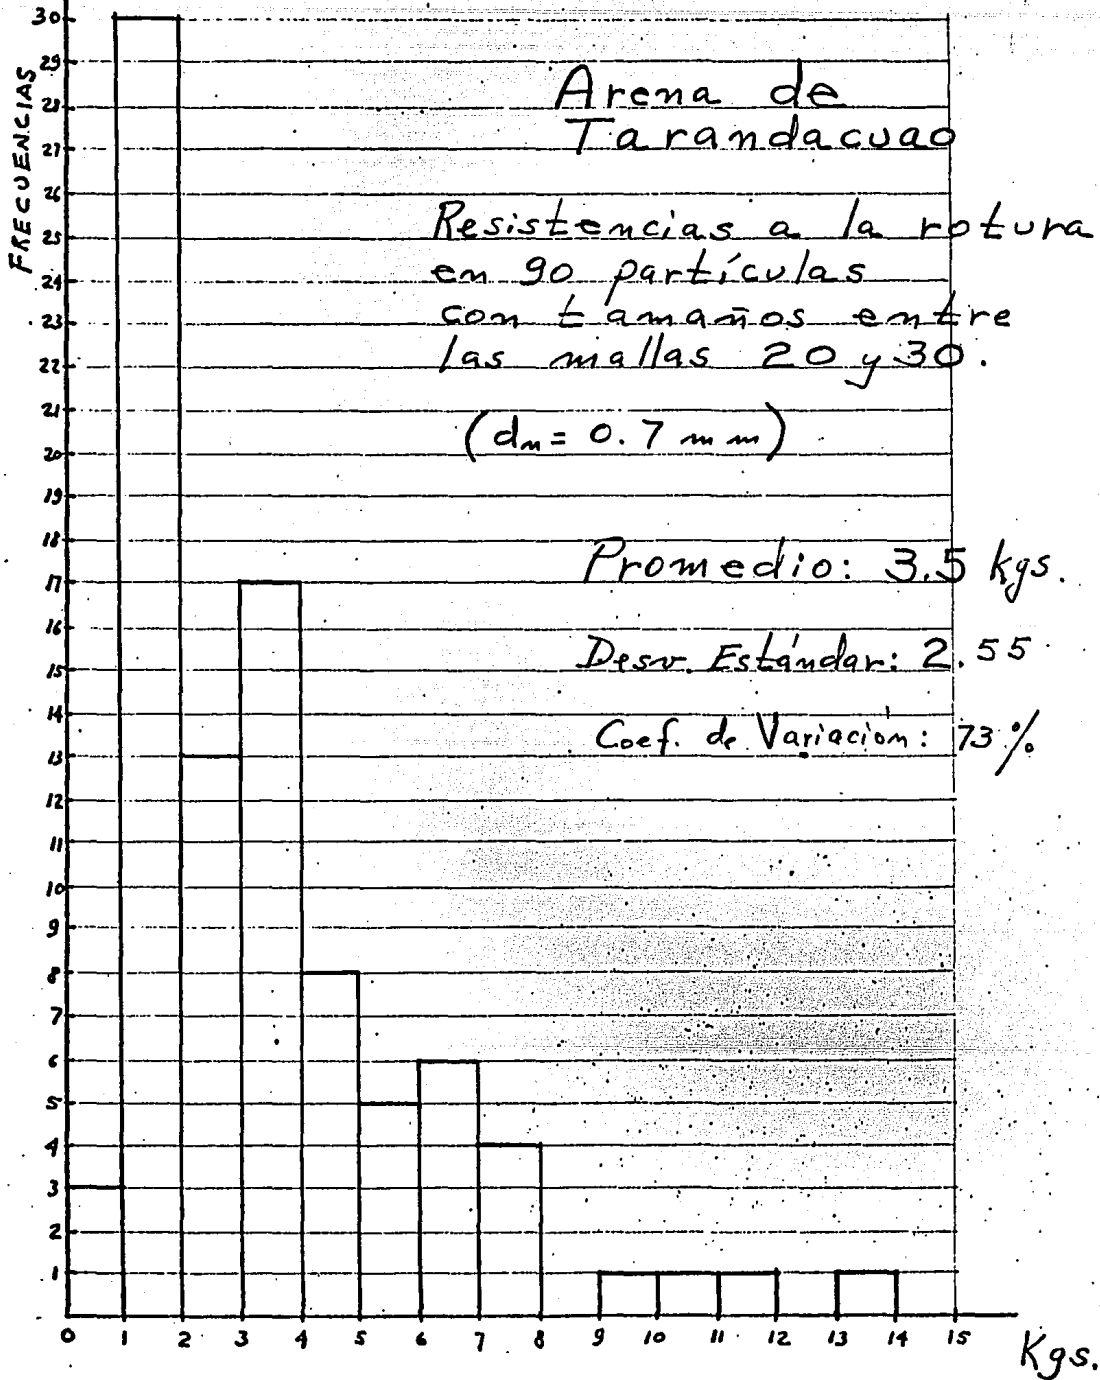 FRECUENCIAS
30
29
28
27
26
25
24
23
22
21
20
19
18
17
16
15
14
13
12
11
10
9
8
7
6
5
4
3
2
1
Arena de
Tarandacuao
Resistencias a la rotura
en 90 partículas
con tamaños entre
las mallas 20 y 30.
(dm = 0.7 mm)
Promedio: 3.5 kgs.
Desv. Estándar: 2.55
Coef. de Variación: 73 %
0 1 2 3 4 5 6 7 8 9 10 11 12 13 14 15
Kgs.